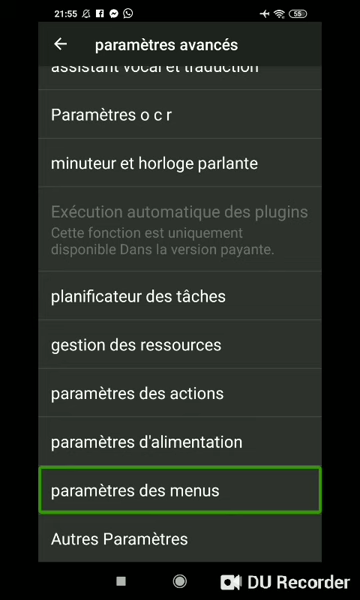 21:55
55
paramètres avancés
assistant vocal et traduction
Paramètres o c r
minuteur et horloge parlante
Exécution automatique des plugins
Cette fonction est uniquement
disponible Dans la version payante.
planificateur des tâches
gestion des ressources
paramètres des actions
paramètres d'alimentation
paramètres des menus
Autres Paramètres
DU Recorder